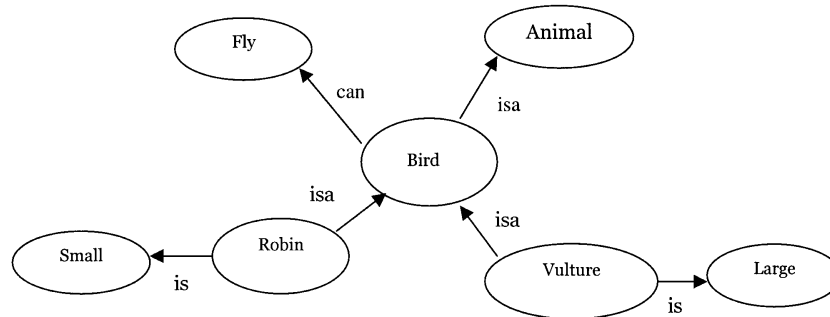 Fly
Animal
can
isa
Bird
isa
isa
Small
Robin
Vulture
Large
is
is